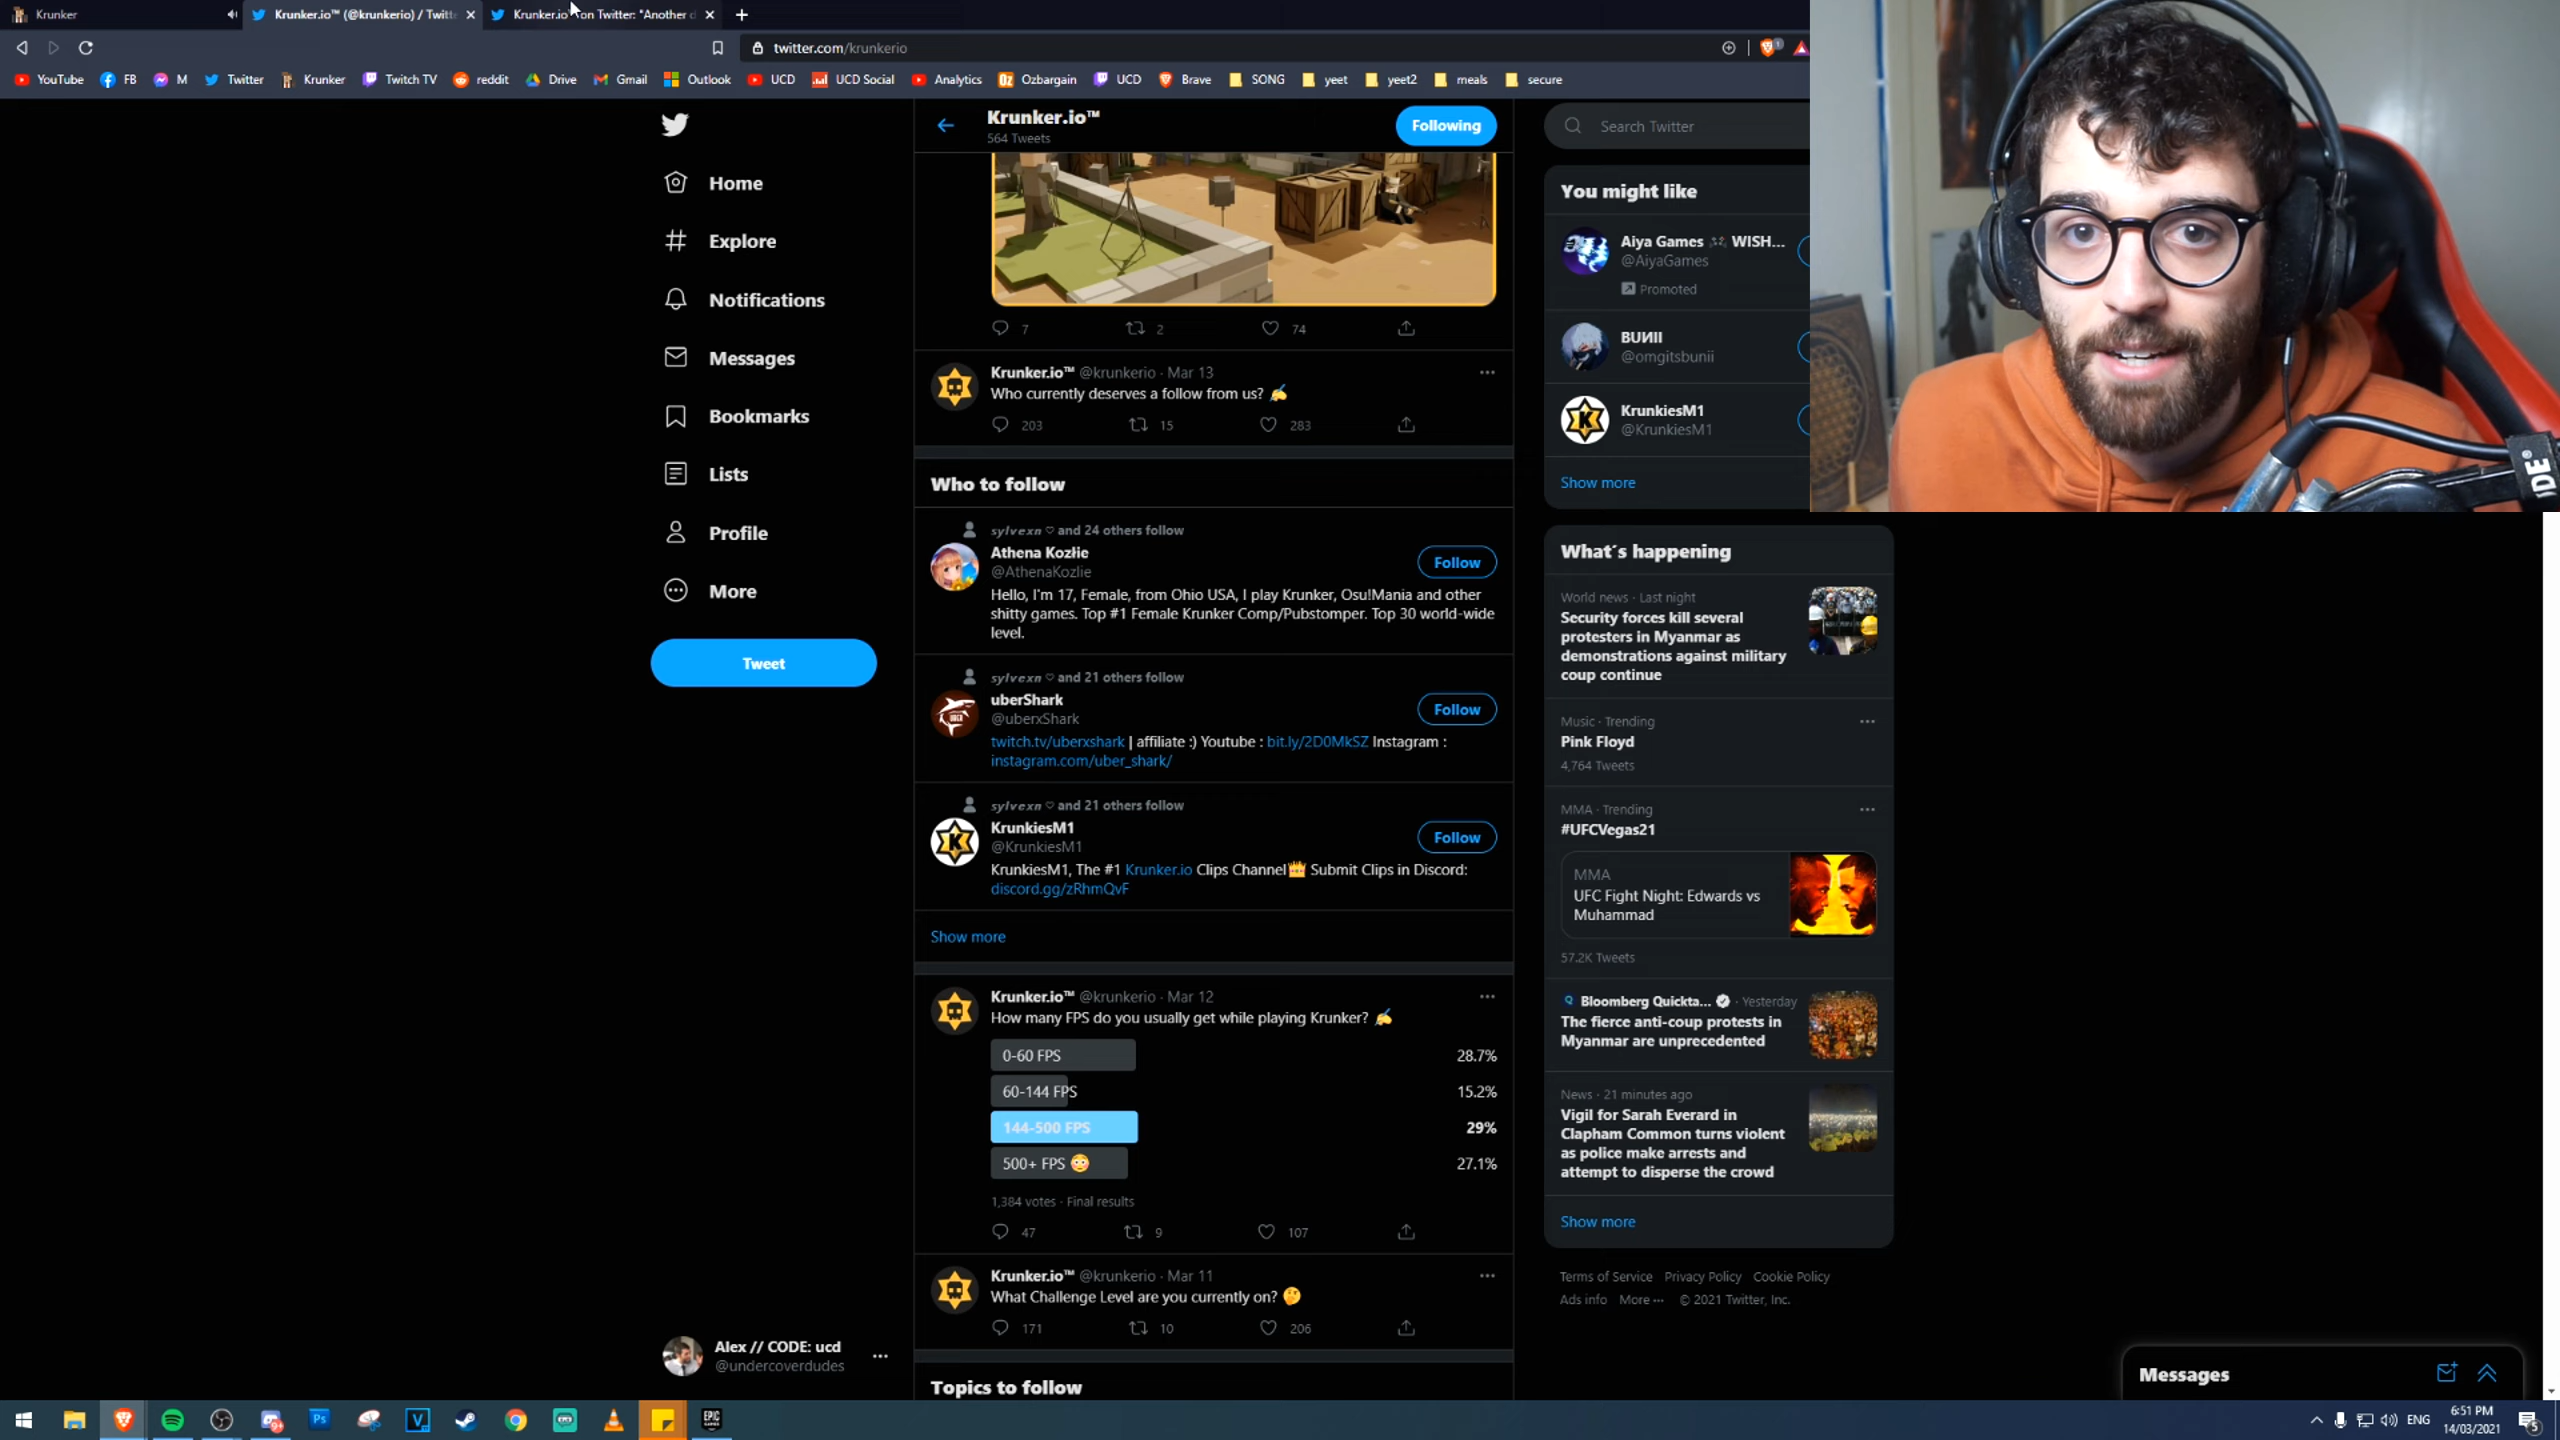 Krunker
Krunker.io™ (@krunkerio) / Twitt
Krunker.io™ on Twitter: "Another d
twitter.com/krunkerio
YouTube FB M Twitter Krunker Twitch TV reddit Drive Gmail Outlook UCD UCD Social Analytics Ozbargain UCD Brave SONG yeet yeet2 meals secure
Home
Explore
Notifications
Messages
Bookmarks
Lists
Profile
More
Tweet
Alex // CODE: ucd
@undercoverdudes
Krunker.io™
564 Tweets
Following
7 2 74
Krunker.io™ @krunkerio · Mar 13
Who currently deserves a follow from us? ✍
203 15 283
Who to follow
sylvexn ♡ and 24 others follow
Athena Kozłie
@AthenaKozlie
Follow
Hello, I'm 17, Female, from Ohio USA, I play Krunker, Osu!Mania and other
shitty games. Top #1 Female Krunker Comp/Pubstomper. Top 30 world-wide
level.
sylvexn ♡ and 21 others follow
uberShark
@uberxShark
Follow
twitch.tv/uberxshark | affiliate :) Youtube : bit.ly/2D0MkSZ Instagram :
instagram.com/uber_shark/
sylvexn ♡ and 21 others follow
KrunkiesM1
@KrunkiesM1
Follow
KrunkiesM1, The #1 Krunker.io Clips Channel👑 Submit Clips in Discord:
discord.gg/zRhmQvF
Show more
Krunker.io™ @krunkerio · Mar 12
How many FPS do you usually get while playing Krunker? ✍
0-60 FPS 28.7%
60-144 FPS 15.2%
144-500 FPS 29%
500+ FPS 😳 27.1%
1,384 votes · Final results
47 9 107
Krunker.io™ @krunkerio · Mar 11
What Challenge Level are you currently on? 🤔
171 10 206
Topics to follow
Search Twitter
You might like
Aiya Games WISH...
@AiyaGames
Promoted
BUИII
@omgitsbunii
KrunkiesM1
@KrunkiesM1
Show more
What's happening
World news · Last night
Security forces kill several
protesters in Myanmar as
demonstrations against military
coup continue
Music · Trending
Pink Floyd
4,764 Tweets
MMA · Trending
#UFCVegas21
MMA
UFC Fight Night: Edwards vs
Muhammad
57.2K Tweets
Bloomberg Quickta... · Yesterday
The fierce anti-coup protests in
Myanmar are unprecedented
News · 21 minutes ago
Vigil for Sarah Everard in
Clapham Common turns violent
as police make arrests and
attempt to disperse the crowd
Show more
Terms of Service Privacy Policy Cookie Policy
Ads info More ··· © 2021 Twitter, Inc.
Messages
ENG
6:51 PM
14/03/2021